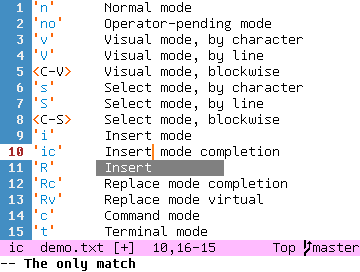 1 'n' Normal mode
2 'no' Operator-pending mode
3 'v' Visual mode, by character
4 'V' Visual mode, by line
5 <C-V> Visual mode, blockwise
6 's' Select mode, by character
7 'S' Select mode, by line
8 <C-S> Select mode, blockwise
9 'i' Insert mode
10 'ic' Insert mode completion
11 'R' Insert
12 'Rc' Replace mode completion
13 'Rv' Replace mode virtual
14 'c' Command mode
15 't' Terminal mode
ic demo.txt [+] 10,16-15 Top master
-- The only match